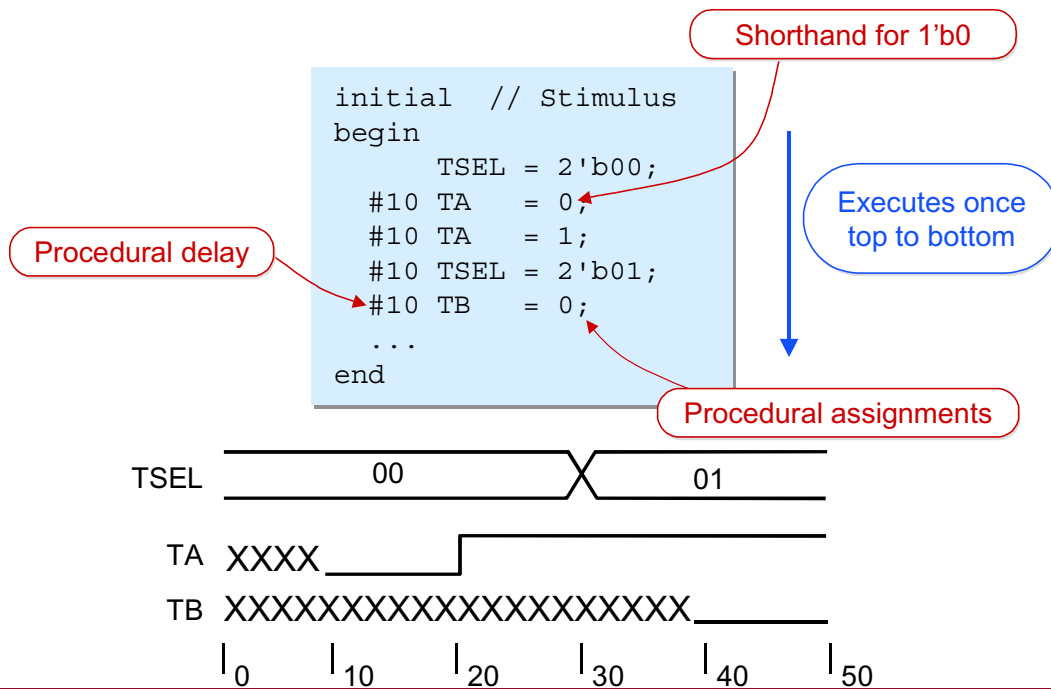 Shorthand for 1’b0
initial  // Stimulus
begin
      TSEL = 2'b00;
  #10 TA   = 0;
  #10 TA   = 1;
  #10 TSEL = 2'b01;
  #10 TB   = 0;
  ...
end
Procedural delay
Executes once
top to bottom
Procedural assignments
TSEL 00 01
TA XXXX
TB XXXXXXXXXXXXXXXXXXXX
0 10 20 30 40 50